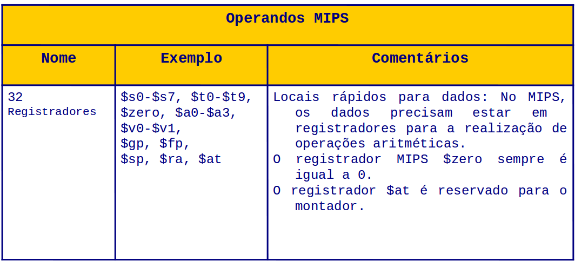 Operandos MIPS
Nome
Exemplo
Comentários
32
Registradores
$s0-$s7, $t0-$t9,
$zero, $a0-$a3,
$v0-$v1,
$gp, $fp,
$sp, $ra, $at
Locais rápidos para dados: No MIPS,
os dados precisam estar em
registradores para a realização de
operações aritméticas.
O registrador MIPS $zero sempre é
igual a 0.
O registrador $at é reservado para o
montador.